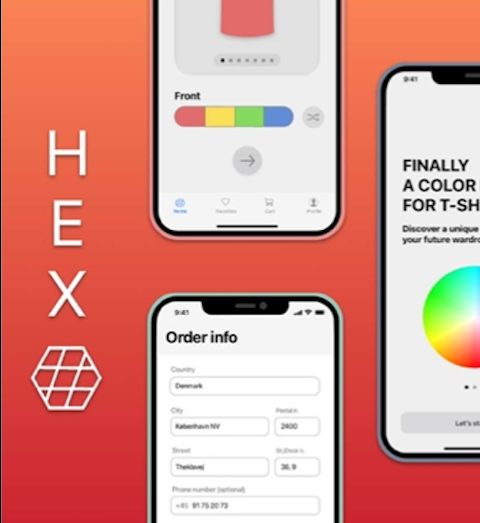 H
E
X
Front
Home
Favorites
Cart
Profile
9:41
Order info
Country
Denmark
City
Postal n.
København NV
2400
Street
St./Door n.
Theklavej
36, 9
Phone number (optional)
+45 91 75 20 73
9:41
FINALLY
A COLOR
FOR T-SH
Discover a unique
your future wardro
Let's st